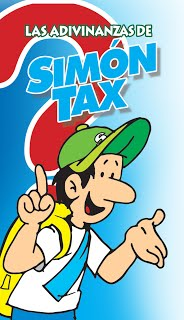 LAS ADIVINANZAS DE
SIMÓN
TAX